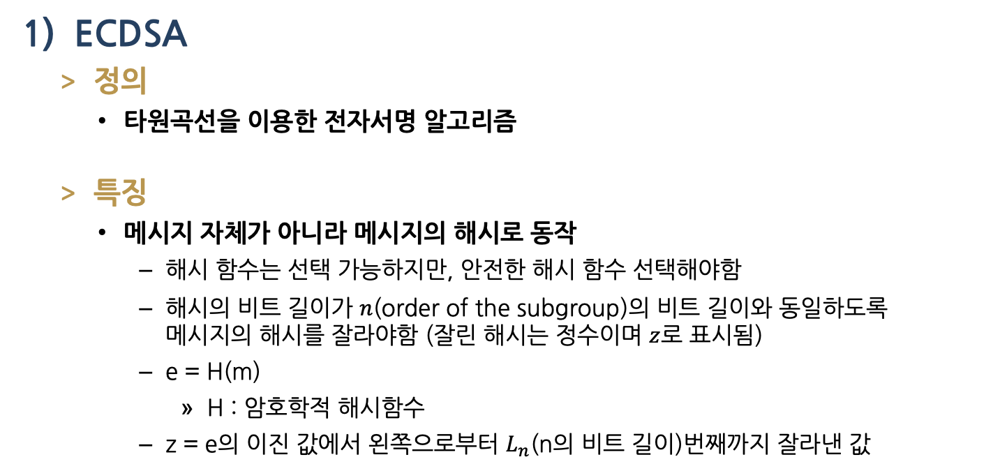 1) ECDSA
> 정의
• 타원곡선을 이용한 전자서명 알고리즘
> 특징
• 메시지 자체가 아니라 메시지의 해시로 동작
– 해시 함수는 선택 가능하지만, 안전한 해시 함수 선택해야함
– 해시의 비트 길이가 n(order of the subgroup)의 비트 길이와 동일하도록
메시지의 해시를 잘라야함 (잘린 해시는 정수이며 z로 표시됨)
– e = H(m)
» H : 암호학적 해시함수
– z = e의 이진 값에서 왼쪽으로부터 Lₙ(n의 비트 길이)번째까지 잘라낸 값